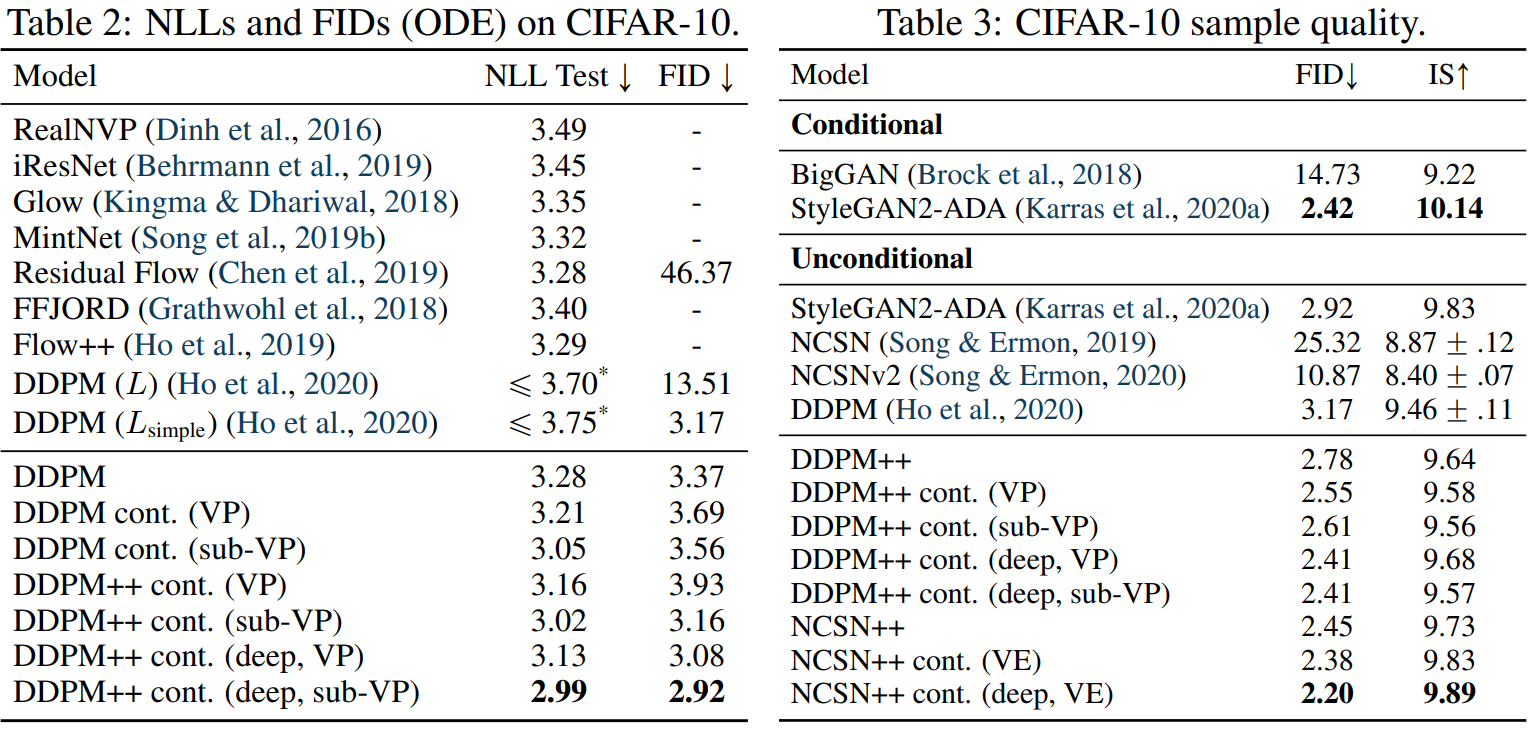 Table 2: NLLs and FIDs (ODE) on CIFAR-10.
Model NLL Test ↓ FID ↓
RealNVP (Dinh et al., 2016) 3.49 -
iResNet (Behrmann et al., 2019) 3.45 -
Glow (Kingma & Dhariwal, 2018) 3.35 -
MintNet (Song et al., 2019b) 3.32 -
Residual Flow (Chen et al., 2019) 3.28 46.37
FFJORD (Grathwohl et al., 2018) 3.40 -
Flow++ (Ho et al., 2019) 3.29 -
DDPM (L) (Ho et al., 2020) ⩽ 3.70* 13.51
DDPM (Lsimple) (Ho et al., 2020) ⩽ 3.75* 3.17
DDPM 3.28 3.37
DDPM cont. (VP) 3.21 3.69
DDPM cont. (sub-VP) 3.05 3.56
DDPM++ cont. (VP) 3.16 3.93
DDPM++ cont. (sub-VP) 3.02 3.16
DDPM++ cont. (deep, VP) 3.13 3.08
DDPM++ cont. (deep, sub-VP) 2.99 2.92
Table 3: CIFAR-10 sample quality.
Model FID↓ IS↑
Conditional
BigGAN (Brock et al., 2018) 14.73 9.22
StyleGAN2-ADA (Karras et al., 2020a) 2.42 10.14
Unconditional
StyleGAN2-ADA (Karras et al., 2020a) 2.92 9.83
NCSN (Song & Ermon, 2019) 25.32 8.87 ± .12
NCSNv2 (Song & Ermon, 2020) 10.87 8.40 ± .07
DDPM (Ho et al., 2020) 3.17 9.46 ± .11
DDPM++ 2.78 9.64
DDPM++ cont. (VP) 2.55 9.58
DDPM++ cont. (sub-VP) 2.61 9.56
DDPM++ cont. (deep, VP) 2.41 9.68
DDPM++ cont. (deep, sub-VP) 2.41 9.57
NCSN++ 2.45 9.73
NCSN++ cont. (VE) 2.38 9.83
NCSN++ cont. (deep, VE) 2.20 9.89